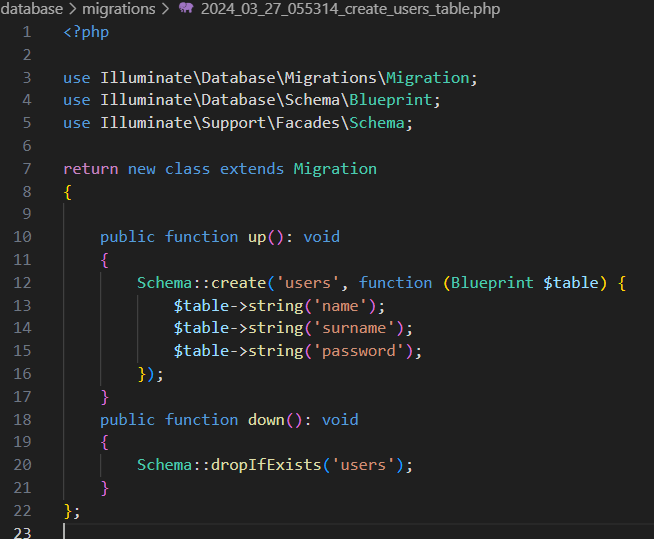 database > migrations > 2024_03_27_055314_create_users_table.php
1 <?php
2
3 use Illuminate\Database\Migrations\Migration;
4 use Illuminate\Database\Schema\Blueprint;
5 use Illuminate\Support\Facades\Schema;
6
7 return new class extends Migration
8 {
9
10     public function up(): void
11     {
12         Schema::create('users', function (Blueprint $table) {
13             $table->string('name');
14             $table->string('surname');
15             $table->string('password');
16         });
17     }
18     public function down(): void
19     {
20         Schema::dropIfExists('users');
21     }
22 };
23